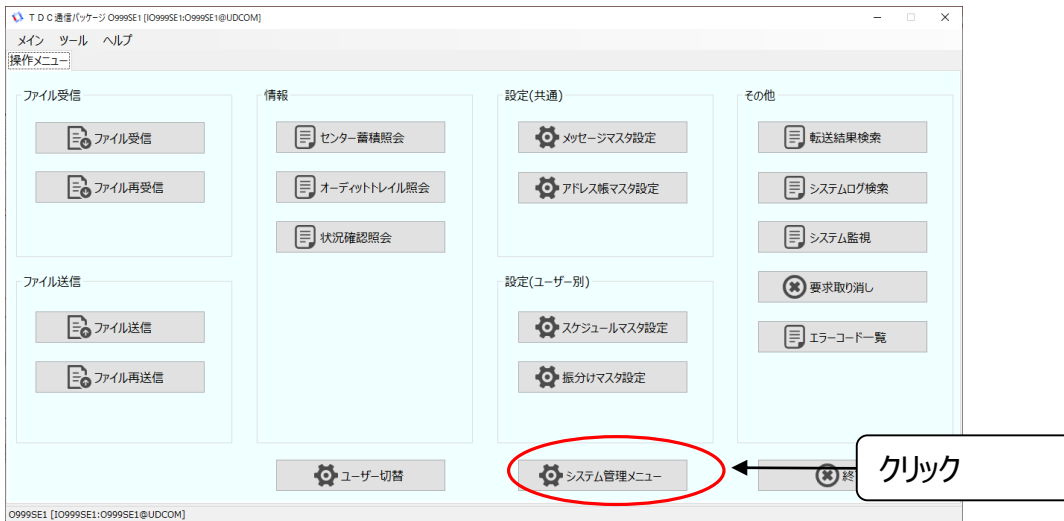 ＴＤＣ通信パッケージ O999SE1 [IO999SE1:O999SE1@UDCOM]
メイン ツール ヘルプ
操作メニュー
ファイル受信
ファイル受信
ファイル再受信
ファイル送信
ファイル送信
ファイル再送信
情報
センター蓄積照会
オーディットトレイル照会
状況確認照会
設定(共通)
メッセージマスタ設定
アドレス帳マスタ設定
設定(ユーザー別)
スケジュールマスタ設定
振分けマスタ設定
その他
転送結果検索
システムログ検索
システム監視
要求取り消し
エラーコード一覧
ユーザー切替
システム管理メニュー
終
クリック
O999SE1 [IO999SE1:O999SE1@UDCOM]